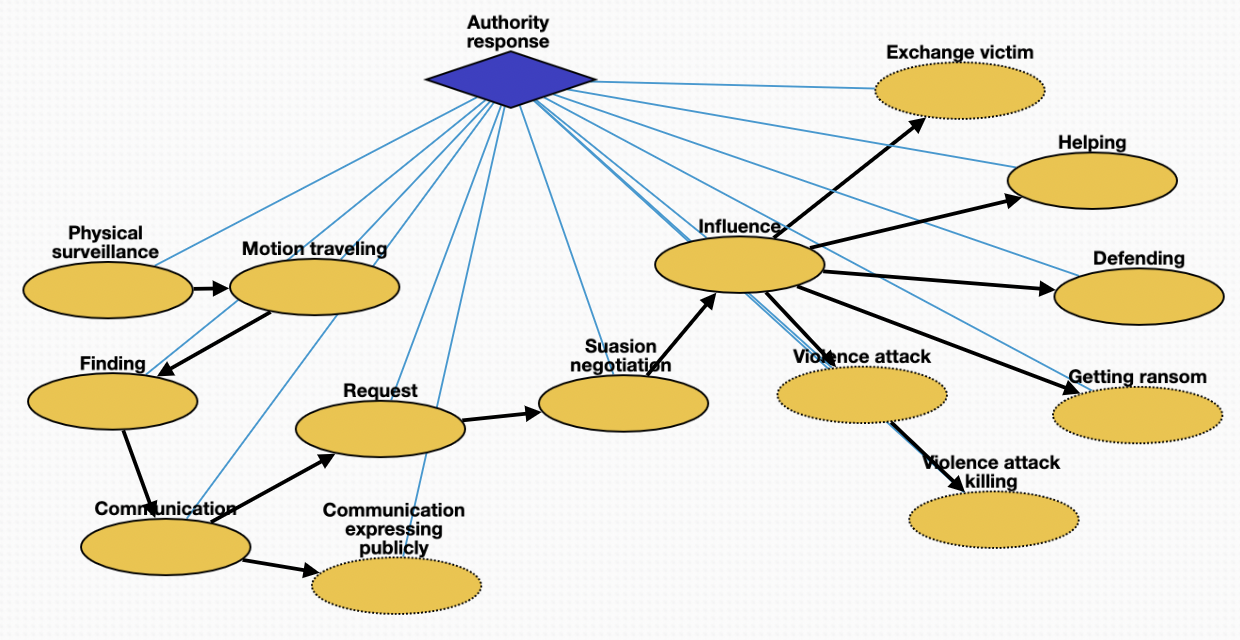 Authority
response
Exchange victim
Helping
Physical
surveillance
Motion traveling
Influence
Defending
Finding
Suasion
negotiation
Violence attack
Request
Getting ransom
Violence attack
killing
Communication
Communication
expressing
publicly